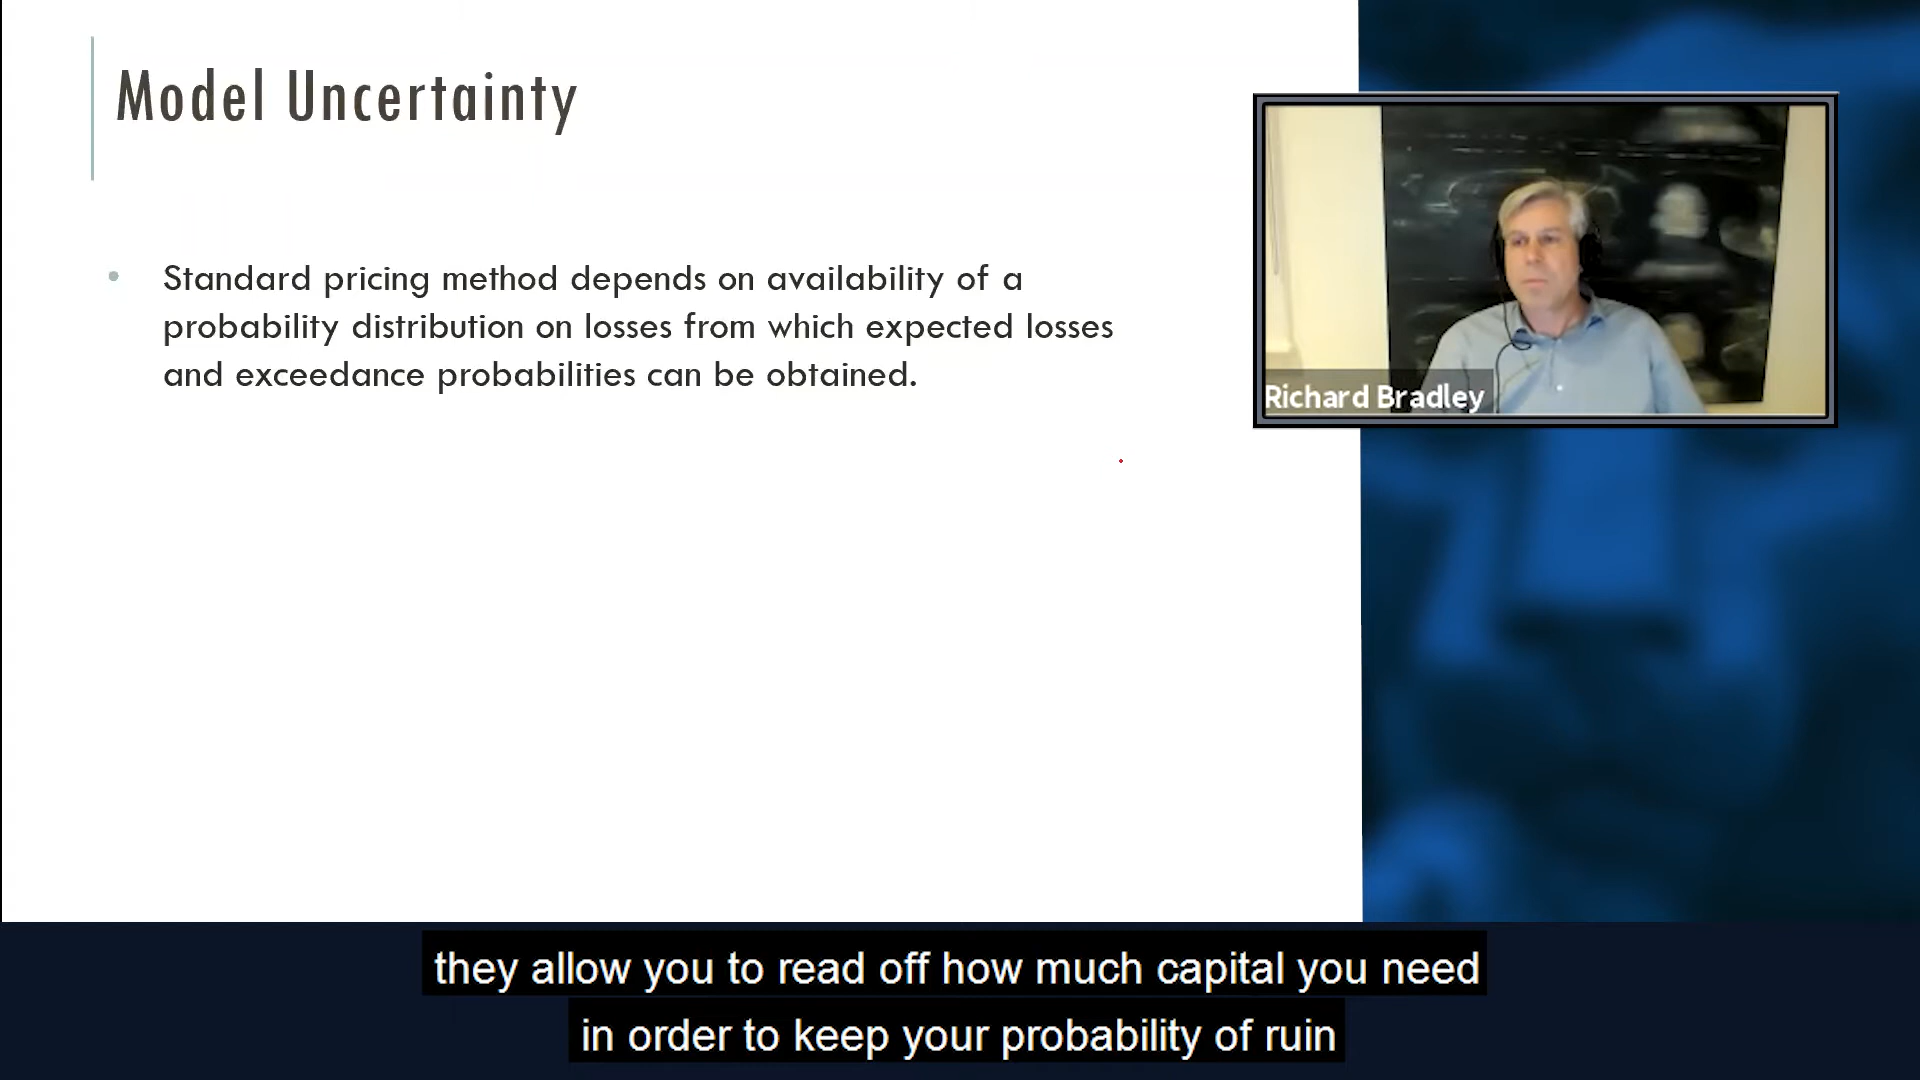 Model Uncertainty
• Standard pricing method depends on availability of a
probability distribution on losses from which expected losses
and exceedance probabilities can be obtained.
Richard Bradley
they allow you to read off how much capital you need
in order to keep your probability of ruin